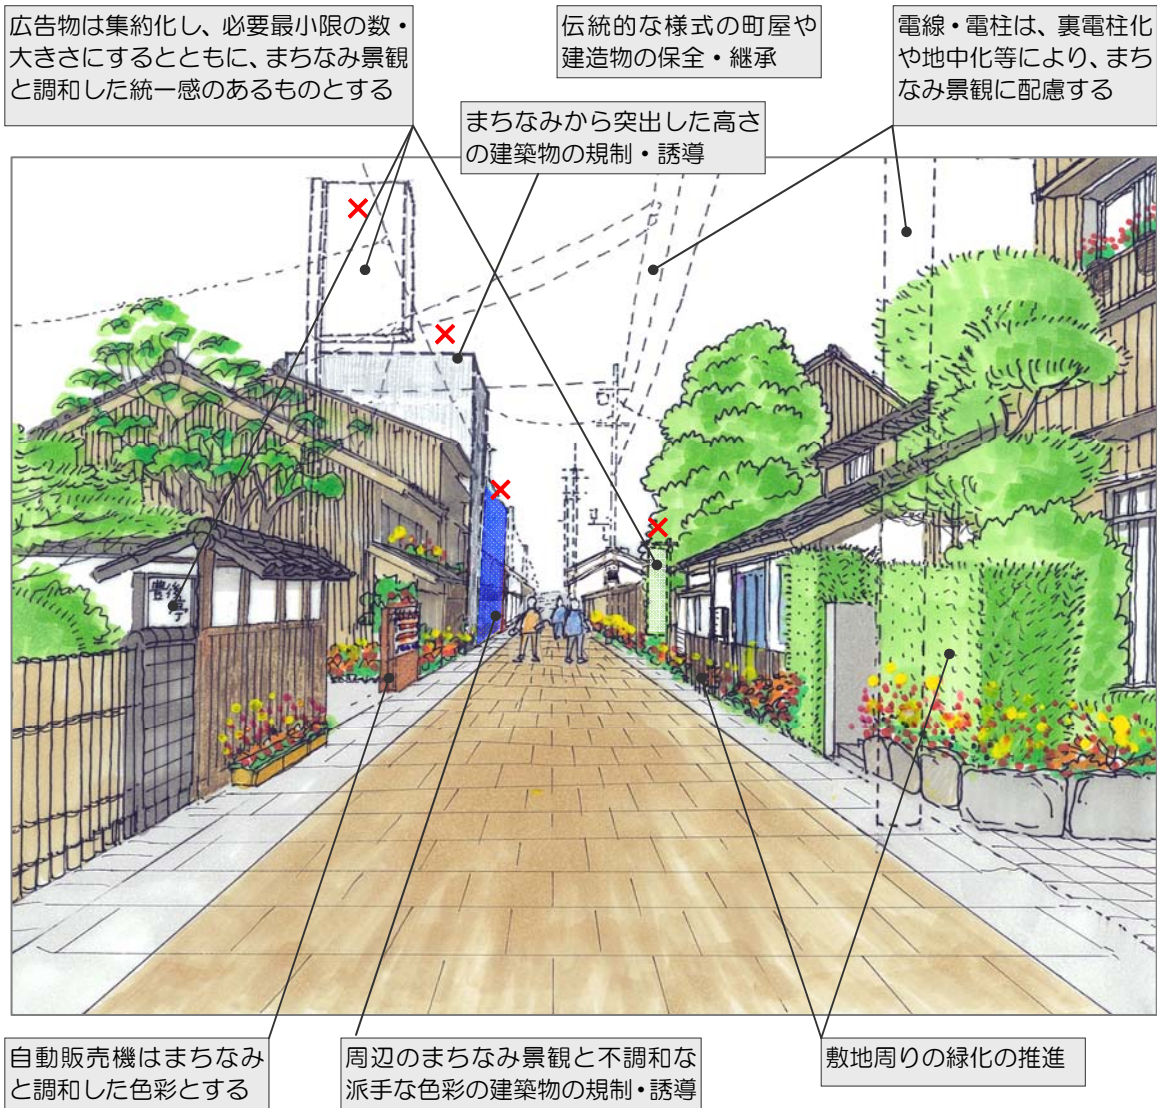 広告物は集約化し、必要最小限の数・
大きさにするとともに、まちなみ景観
と調和した統一感のあるものとする
伝統的な様式の町屋や
建造物の保全・継承
電線・電柱は、裏電柱化
や地中化等により、まち
なみ景観に配慮する
まちなみから突出した高さ
の建築物の規制・誘導
自動販売機はまちなみ
と調和した色彩とする
周辺のまちなみ景観と不調和な
派手な色彩の建築物の規制・誘導
敷地周りの緑化の推進